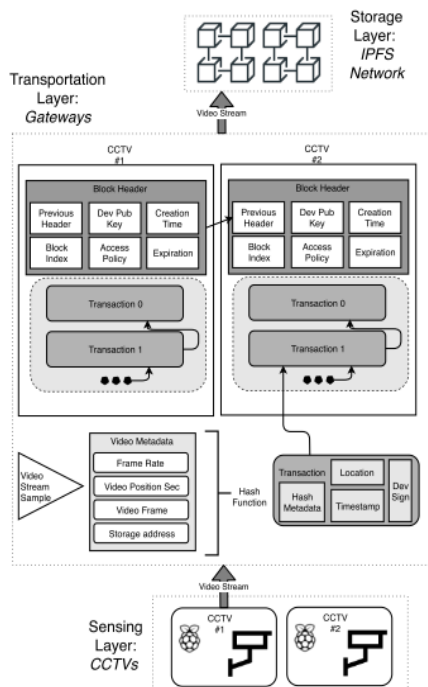 Storage
Layer:
IPFS
Network
Transportation
Layer:
Gateways
Video Stream
CCTV
#1
CCTV
#2
Block Header
Previous
Header
Dev Pub
Key
Creation
Time
Block
Index
Access
Policy
Expiration
Block Header
Previous
Header
Dev Pub
Key
Creation
Time
Block
Index
Access
Policy
Expiration
Transaction 0
Transaction 1
Transaction 0
Transaction 1
Video
Stream
Sample
Video Metadata
Frame Rate
Video Position Sec
Video Frame
Storage address
Hash
Function
Transaction
Hash
Metadata
Location
Timestamp
Dev
Sign
Video Stream
Sensing
Layer:
CCTVs
CCTV
#1
CCTV
#2